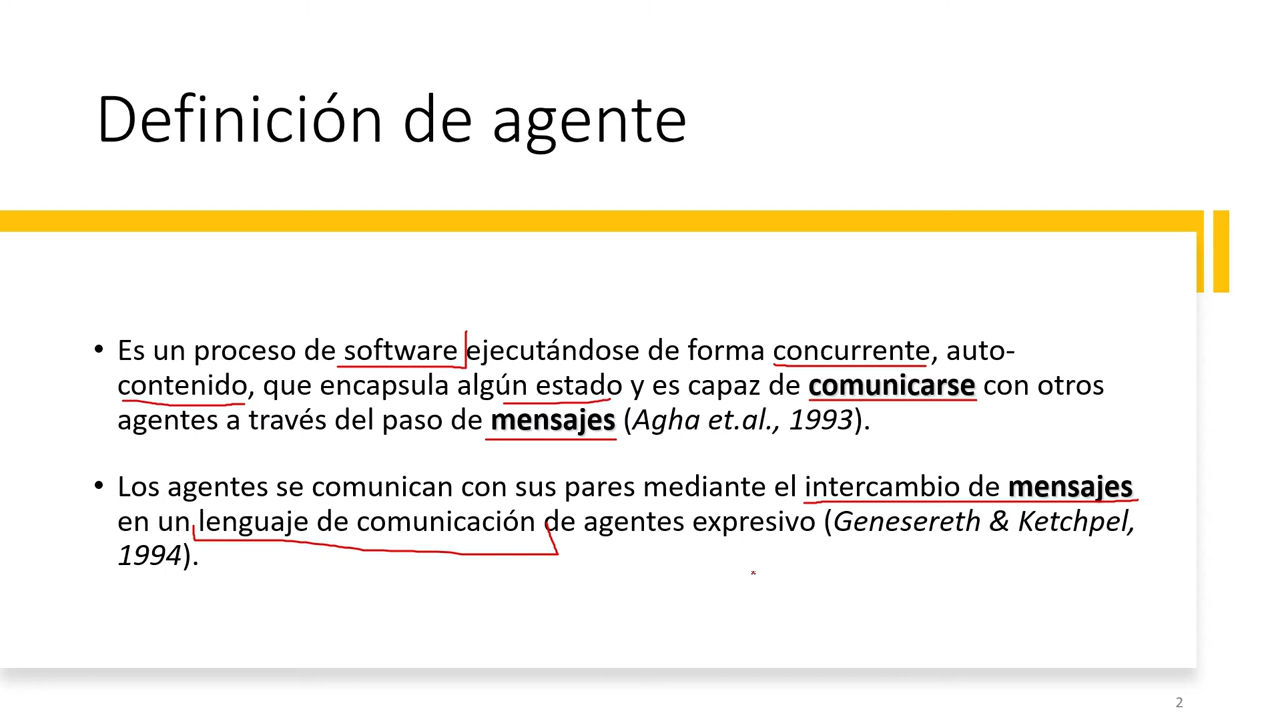 Definición de agente
• Es un proceso de software ejecutándose de forma concurrente, auto-
contenido, que encapsula algún estado y es capaz de comunicarse con otros
agentes a través del paso de mensajes (Agha et.al., 1993).
• Los agentes se comunican con sus pares mediante el intercambio de mensajes
en un lenguaje de comunicación de agentes expresivo (Genesereth & Ketchpel,
1994).
2